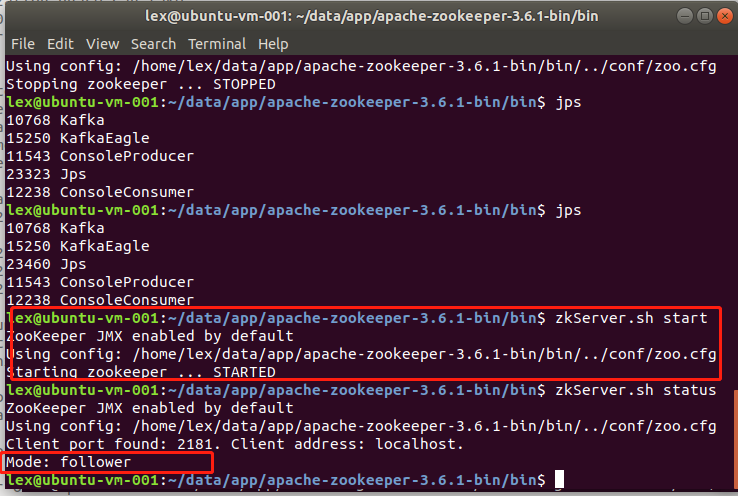 lex@ubuntu-vm-001: ~/data/app/apache-zookeeper-3.6.1-bin/bin
File Edit View Search Terminal Help
Using config: /home/lex/data/app/apache-zookeeper-3.6.1-bin/bin/../conf/zoo.cfg
Stopping zookeeper ... STOPPED
lex@ubuntu-vm-001:~/data/app/apache-zookeeper-3.6.1-bin/bin$ jps
10768 Kafka
15250 KafkaEagle
11543 ConsoleProducer
23323 Jps
12238 ConsoleConsumer
lex@ubuntu-vm-001:~/data/app/apache-zookeeper-3.6.1-bin/bin$ jps
10768 Kafka
15250 KafkaEagle
23460 Jps
11543 ConsoleProducer
12238 ConsoleConsumer
lex@ubuntu-vm-001:~/data/app/apache-zookeeper-3.6.1-bin/bin$ zkServer.sh start
ZooKeeper JMX enabled by default
Using config: /home/lex/data/app/apache-zookeeper-3.6.1-bin/bin/../conf/zoo.cfg
Starting zookeeper ... STARTED
lex@ubuntu-vm-001:~/data/app/apache-zookeeper-3.6.1-bin/bin$ zkServer.sh status
ZooKeeper JMX enabled by default
Using config: /home/lex/data/app/apache-zookeeper-3.6.1-bin/bin/../conf/zoo.cfg
Client port found: 2181. Client address: localhost.
Mode: follower
lex@ubuntu-vm-001:~/data/app/apache-zookeeper-3.6.1-bin/bin$